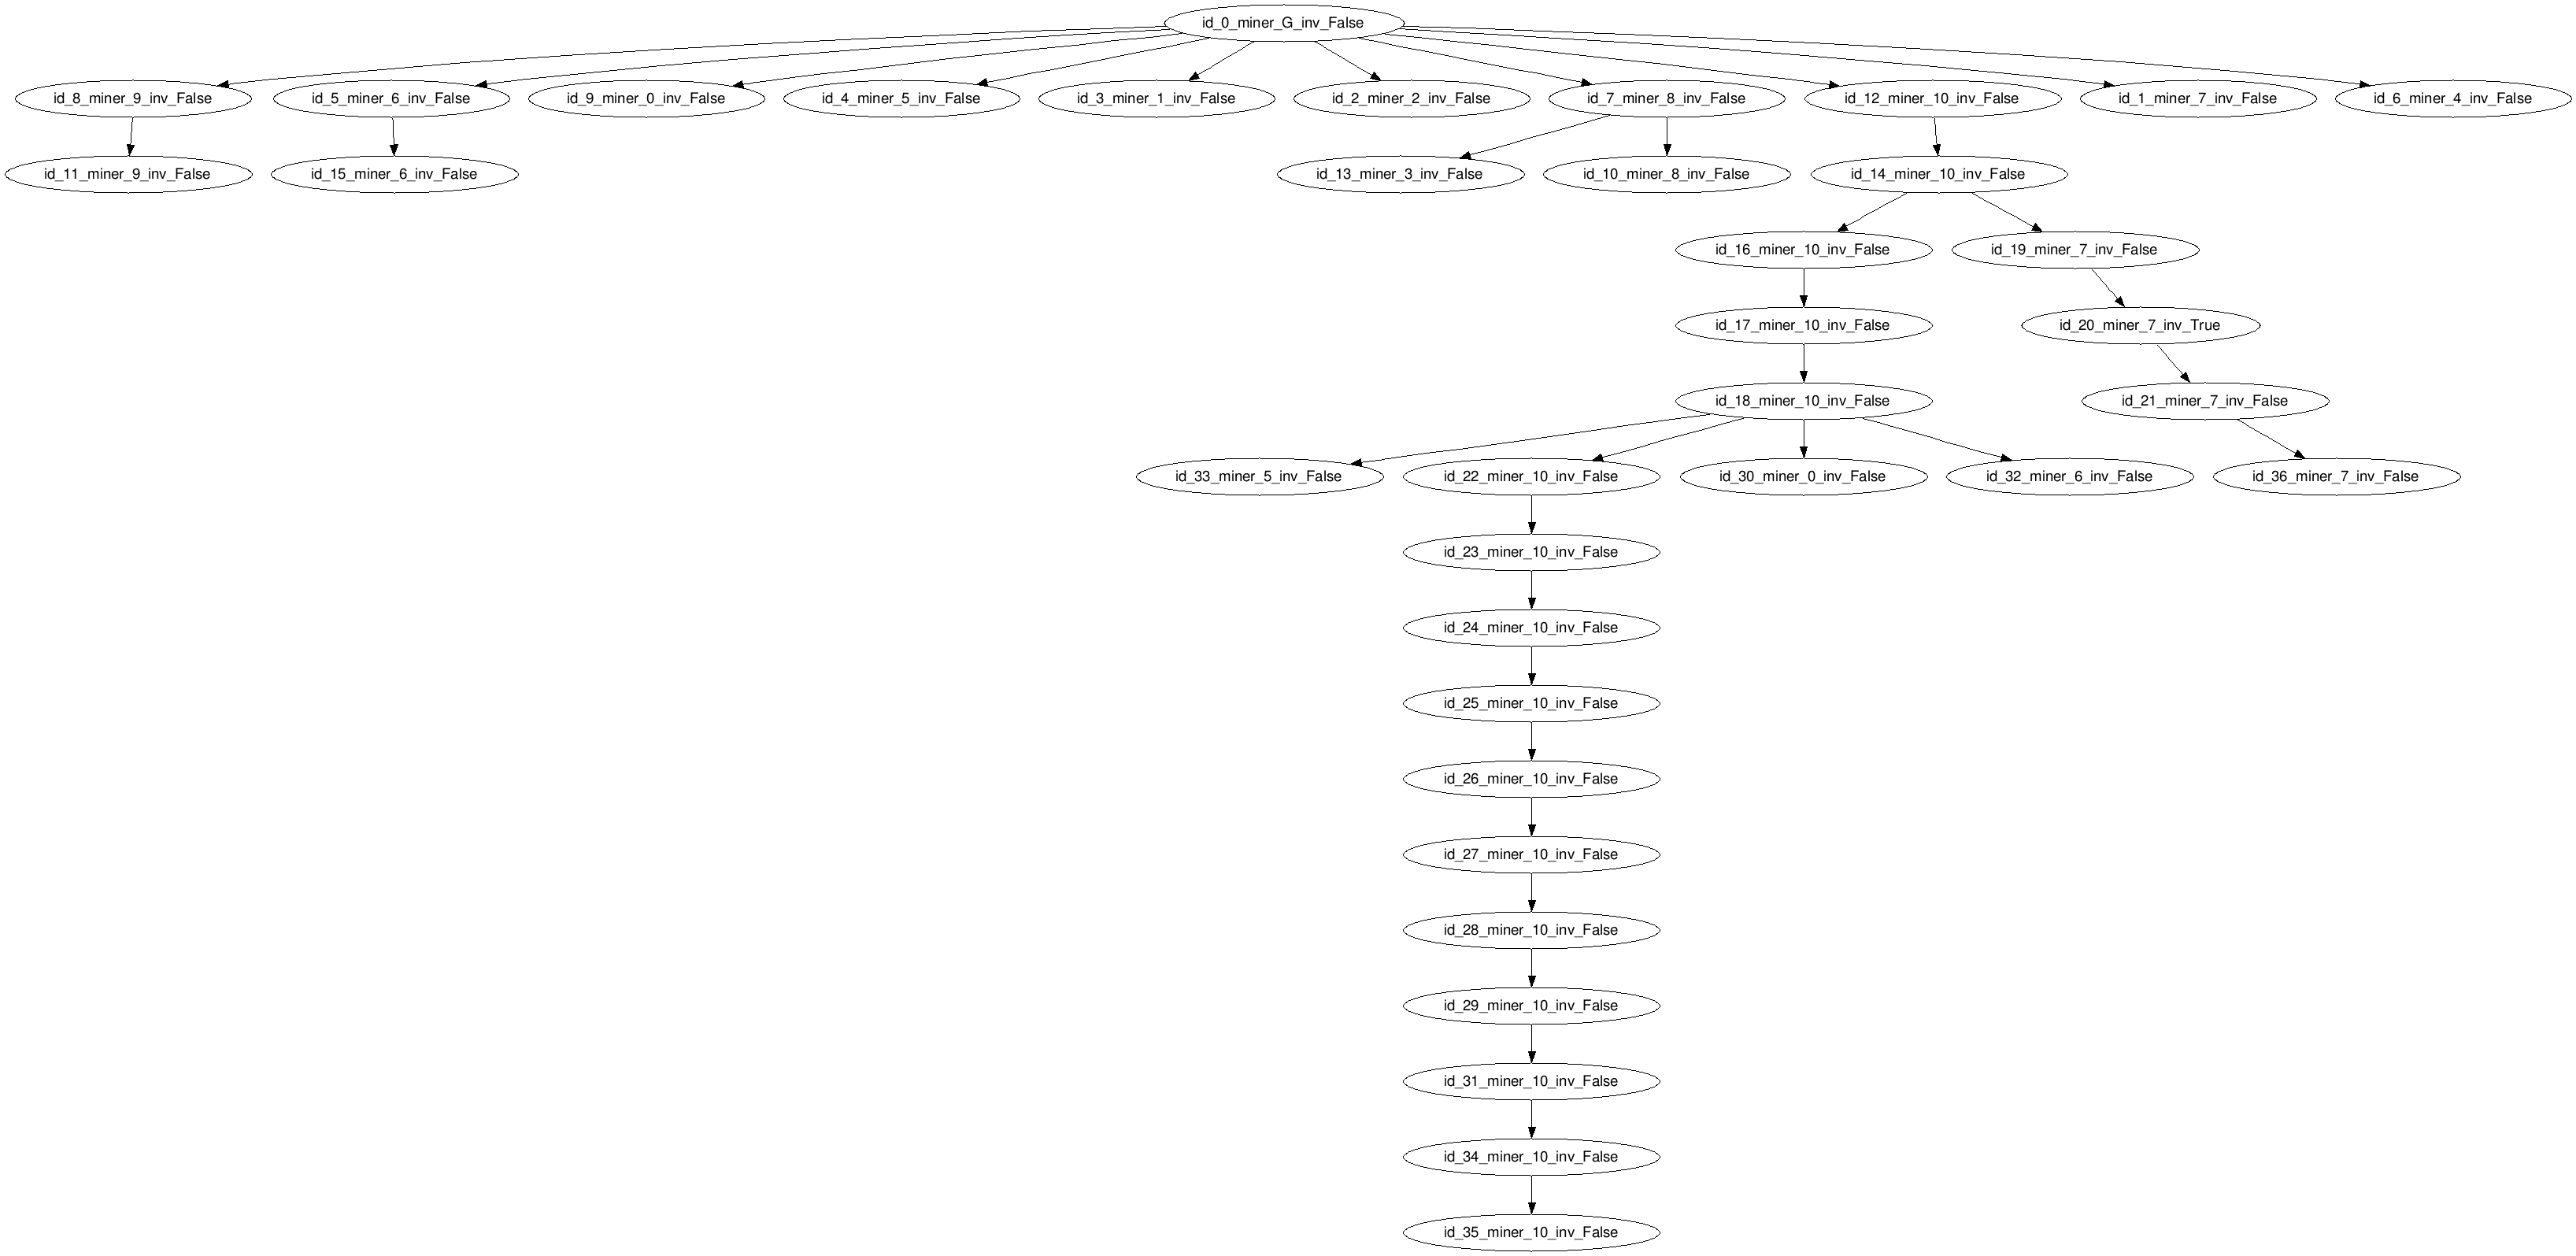 id_0_miner_G_inv_False
id_8_miner_9_inv_False
id_5_miner_6_inv_False
id_9_miner_0_inv_False
id_4_miner_5_inv_False
id_3_miner_1_inv_False
id_2_miner_2_inv_False
id_7_miner_8_inv_False
id_12_miner_10_inv_False
id_1_miner_7_inv_False
id_6_miner_4_inv_False
id_11_miner_9_inv_False
id_15_miner_6_inv_False
id_13_miner_3_inv_False
id_10_miner_8_inv_False
id_14_miner_10_inv_False
id_16_miner_10_inv_False
id_19_miner_7_inv_False
id_17_miner_10_inv_False
id_20_miner_7_inv_True
id_18_miner_10_inv_False
id_21_miner_7_inv_False
id_33_miner_5_inv_False
id_22_miner_10_inv_False
id_30_miner_0_inv_False
id_32_miner_6_inv_False
id_36_miner_7_inv_False
id_23_miner_10_inv_False
id_24_miner_10_inv_False
id_25_miner_10_inv_False
id_26_miner_10_inv_False
id_27_miner_10_inv_False
id_28_miner_10_inv_False
id_29_miner_10_inv_False
id_31_miner_10_inv_False
id_34_miner_10_inv_False
id_35_miner_10_inv_False